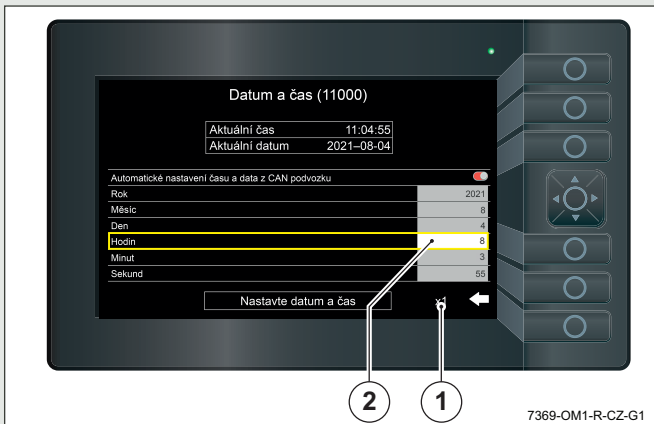 Datum a čas (11000)
Aktuální čas 11:04:55
Aktuální datum 2021–08-04
Automatické nastavení času a data z CAN podvozku
Rok 2021
Měsíc 8
Den 4
Hodin 8
Minut 3
Sekund 55
Nastavte datum a čas x1
2 1
7369-OM1-R-CZ-G1